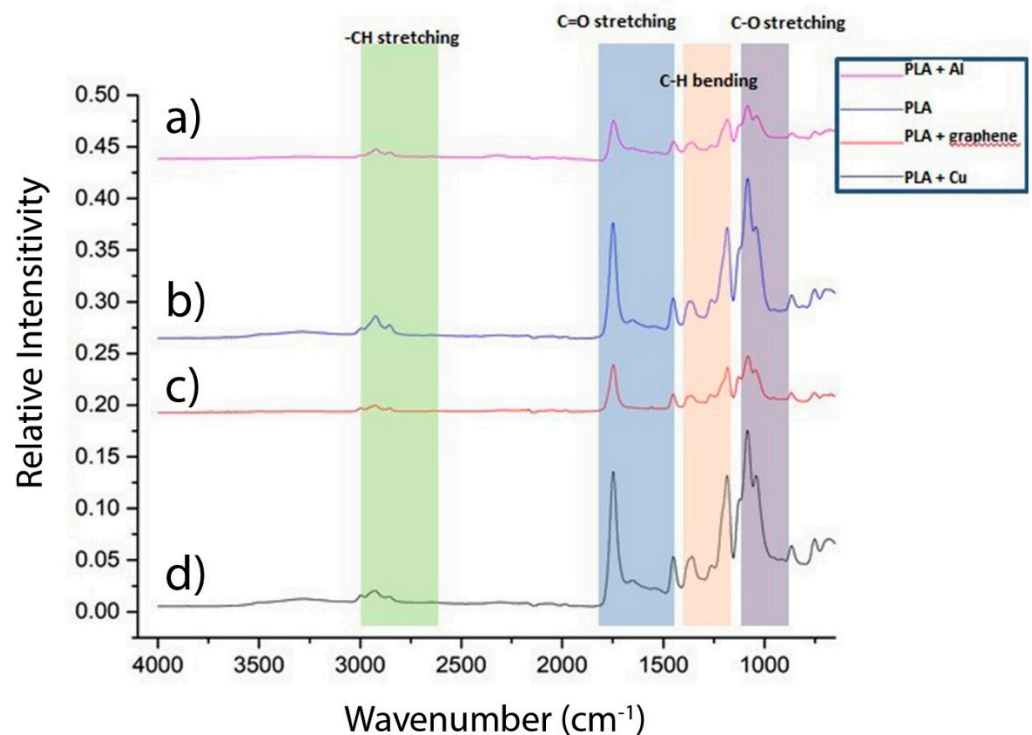 C=O stretching
C-O stretching
-CH stretching
C-H bending
PLA + Al
PLA
PLA + graphene
PLA + Cu
a)
b)
c)
d)
Relative Intensitivity
0.50
0.45
0.40
0.35
0.30
0.25
0.20
0.15
0.10
0.05
0.00
4000 3500 3000 2500 2000 1500 1000
Wavenumber (cm⁻¹)